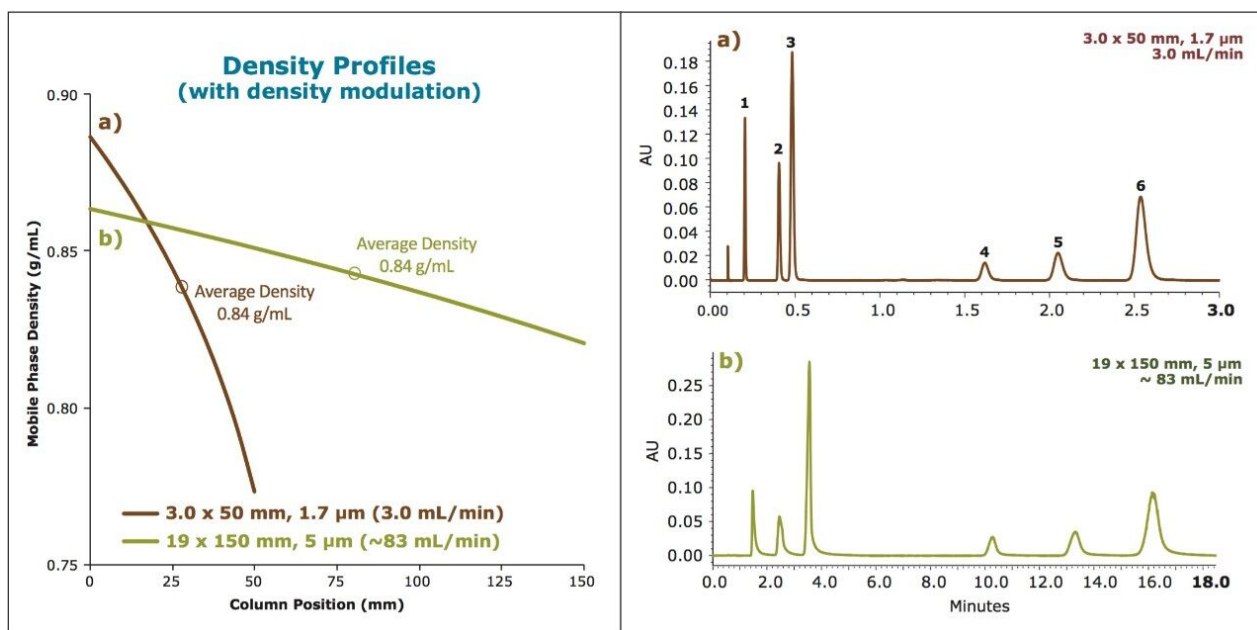 Density Profiles
(with density modulation)
0.90
0.85
0.80
0.75
Mobile Phase Density (g/mL)
a)
b)
Average Density
0.84 g/mL
Average Density
0.84 g/mL
3.0 x 50 mm, 1.7 µm (3.0 mL/min)
19 x 150 mm, 5 µm (~83 mL/min)
0
25
50
75
100
125
150
Column Position (mm)
a)
3.0 x 50 mm, 1.7 µm
3.0 mL/min
0.18
0.16
0.14
0.12
0.10
0.08
0.06
0.04
0.02
0.00
AU
1
2
3
4
5
6
0.00
0.5
1.0
1.5
2.0
2.5
3.0
b)
19 x 150 mm, 5 µm
~ 83 mL/min
0.25
0.20
0.15
0.10
0.05
0.00
AU
0.0
2.0
4.0
6.0
8.0
10.0
12.0
14.0
16.0
18.0
Minutes